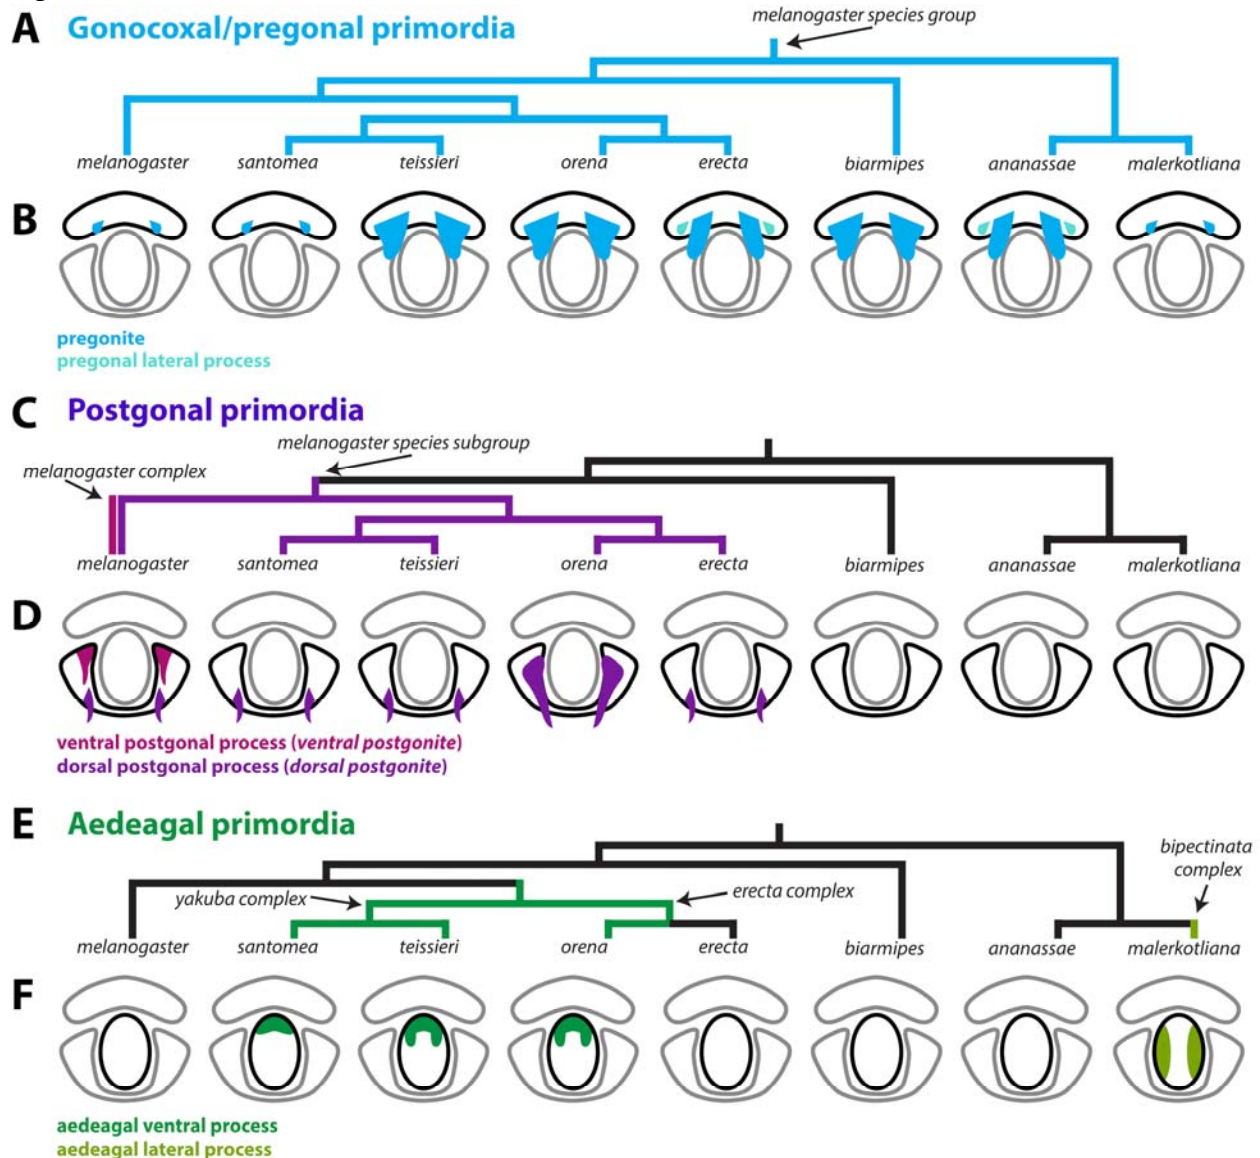 A Gonocoxal/pregonal primordia
melanogaster species group
melanogaster santomea teissieri orena erecta biarmipes ananassae malerkotliana
B
pregonite
pregonal lateral process
C Postgonal primordia
melanogaster species subgroup
melanogaster complex
melanogaster santomea teissieri orena erecta biarmipes ananassae malerkotliana
D
ventral postgonal process (ventral postgonite)
dorsal postgonal process (dorsal postgonite)
E Aedeagal primordia
bipectinata
complex
yakuba complex erecta complex
melanogaster santomea teissieri orena erecta biarmipes ananassae malerkotliana
F
aedeagal ventral process
aedeagal lateral process